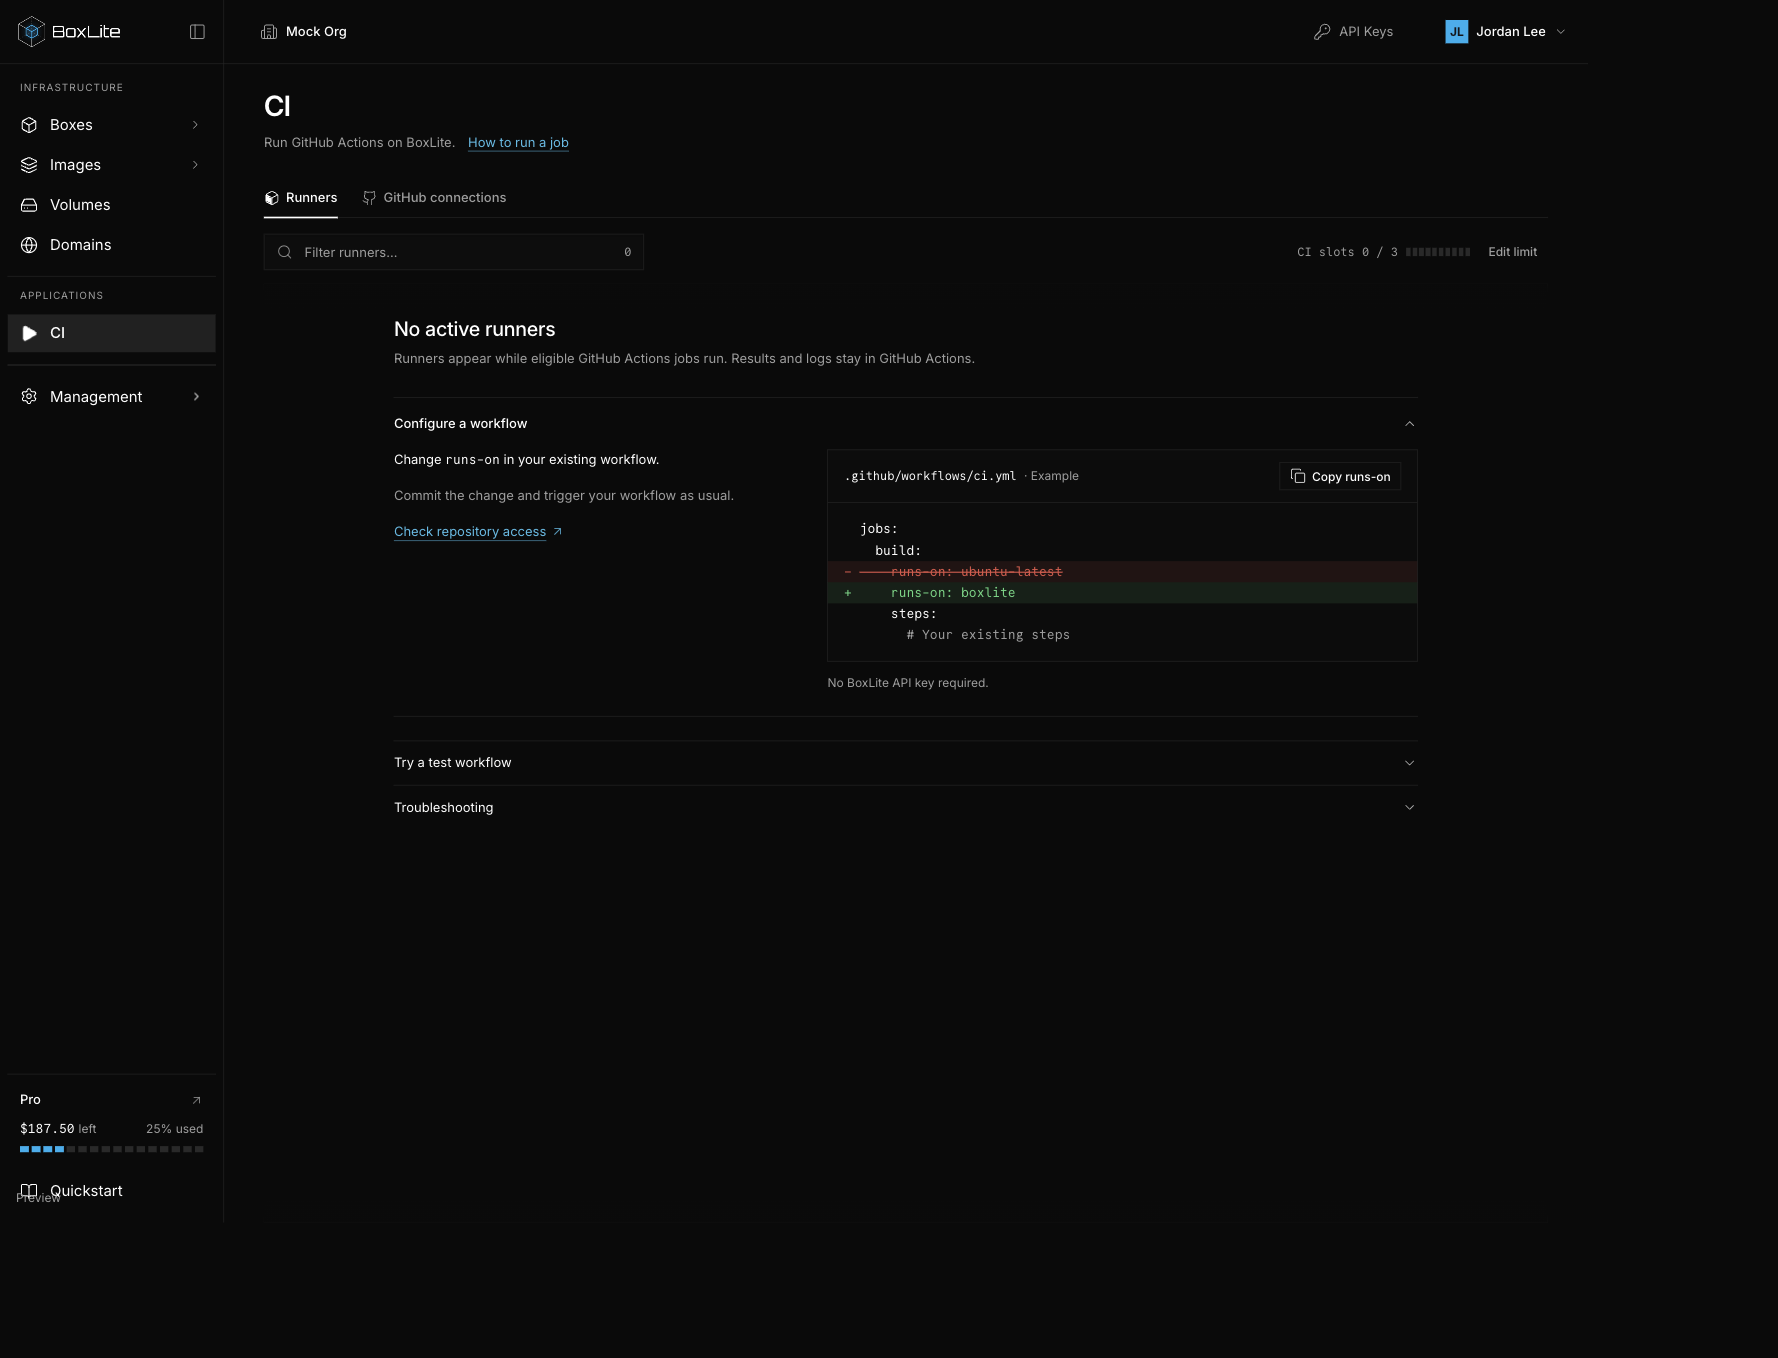 BoxLite
Mock Org
API Keys
JL
Jordan Lee
INFRASTRUCTURE
Boxes
Images
Volumes
Domains
APPLICATIONS
CI
Management
CI
Run GitHub Actions on BoxLite. How to run a job
Runners
GitHub connections
Filter runners...
0
CI slots 0 / 3
Edit limit
No active runners
Runners appear while eligible GitHub Actions jobs run. Results and logs stay in GitHub Actions.
Configure a workflow
Change runs-on in your existing workflow.
Commit the change and trigger your workflow as usual.
Check repository access
.github/workflows/ci.yml · Example
Copy runs-on
jobs:
build:
- runs-on: ubuntu-latest
+ runs-on: boxlite
steps:
# Your existing steps
No BoxLite API key required.
Try a test workflow
Troubleshooting
Pro
$187.50 left
25% used
Quickstart
Preview